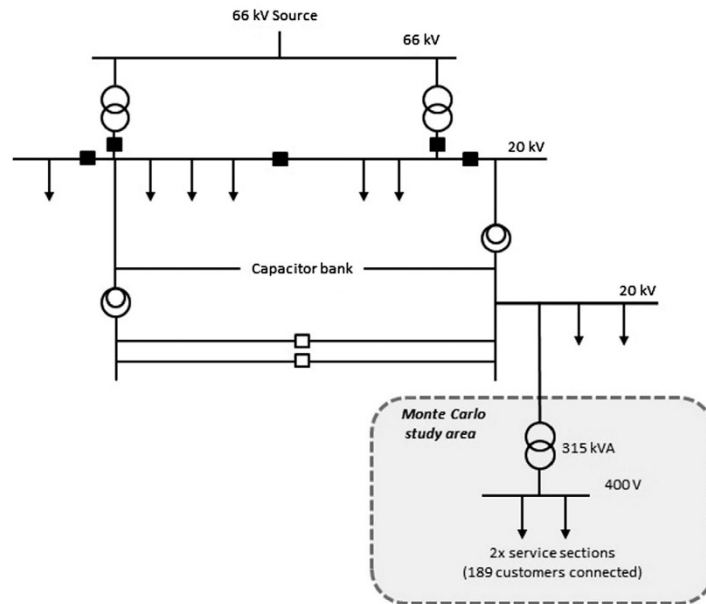 66 kV Source
66 kV
20 kV
Capacitor bank
20 kV
Monte Carlo
study area
315 kVA
400 V
2x service sections
(189 customers connected)